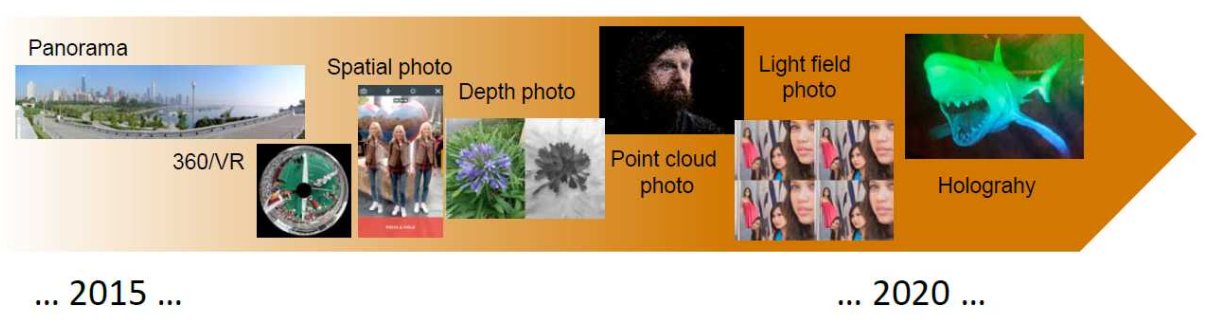 Panorama
360/VR
Spatial photo
Depth photo
Point cloud
photo
Light field
photo
Holograhy
... 2015 ...
... 2020 ...